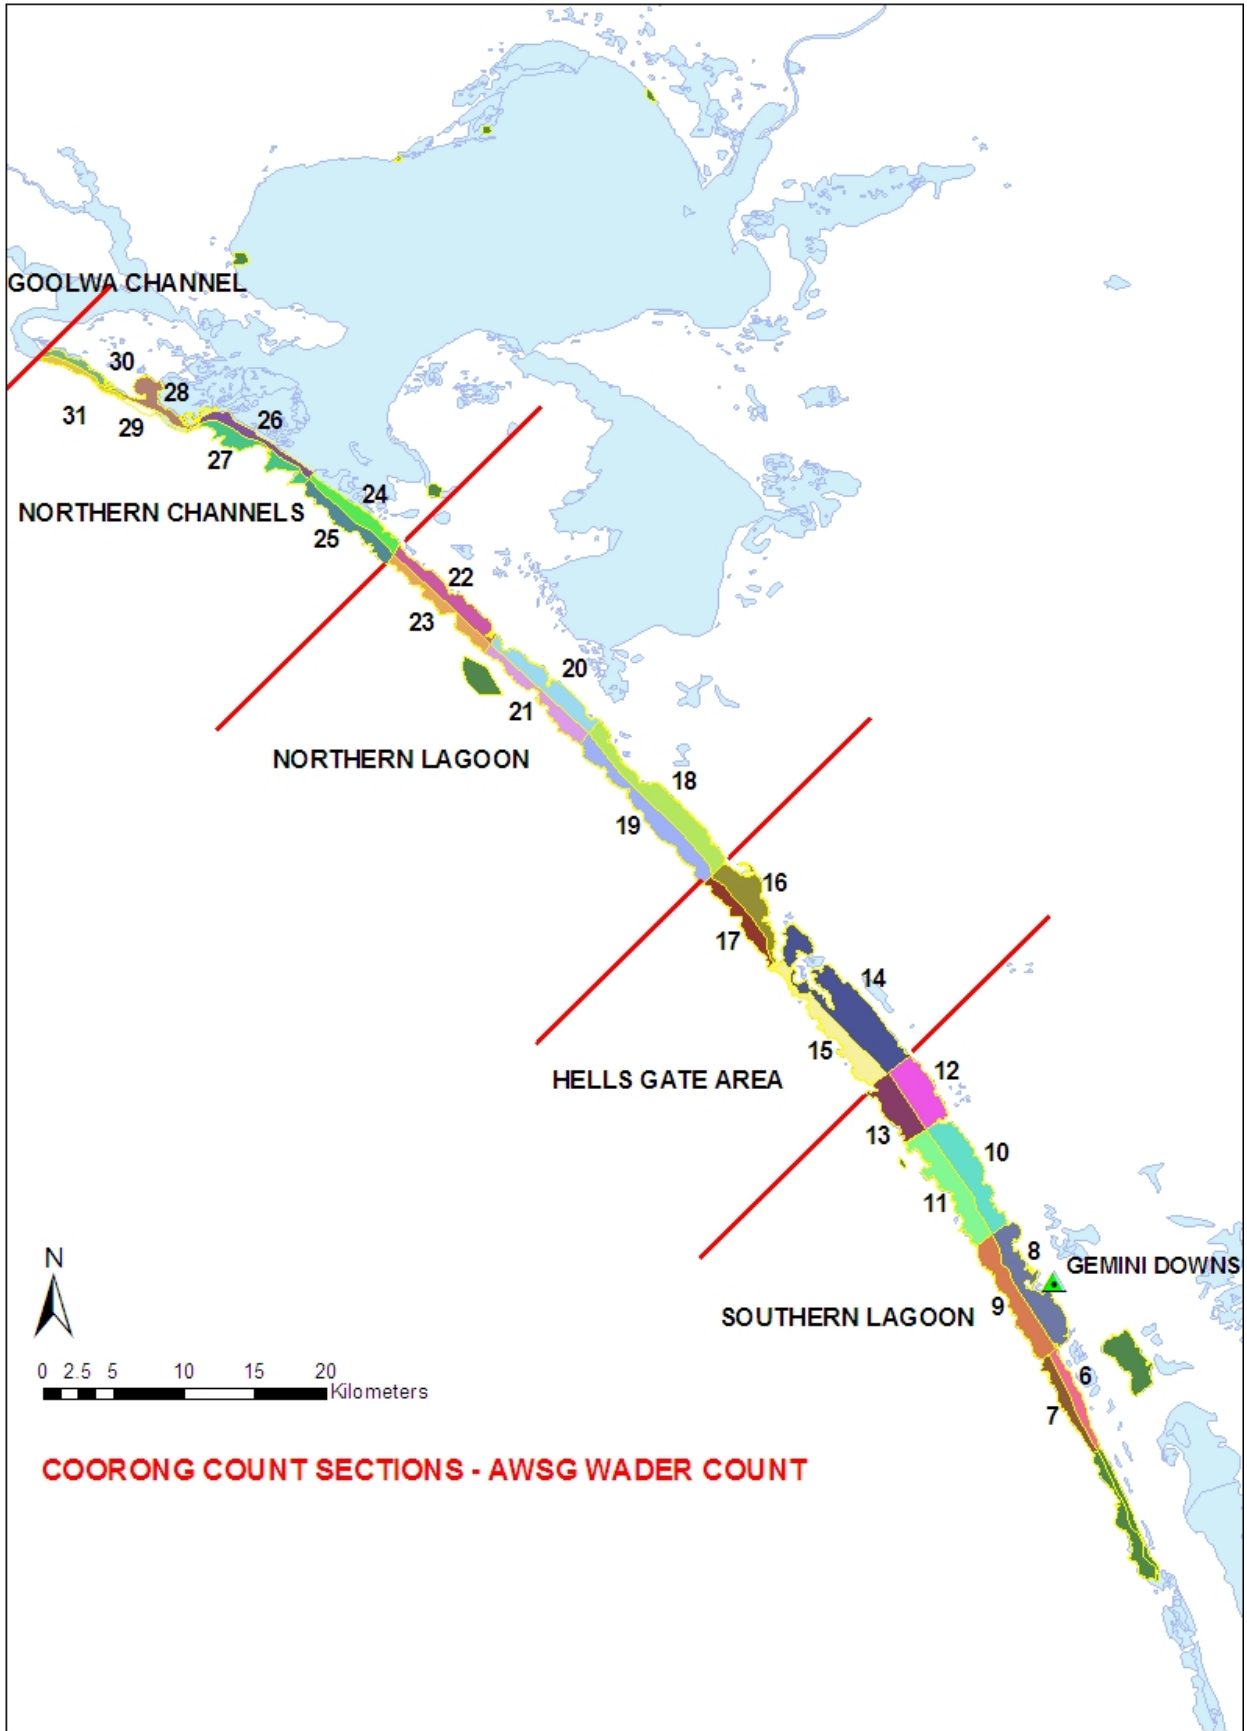 GOOLWA CHANNEL
30
28
31
29
26
27
24
NORTHERN CHANNELS
25
22
23
20
21
NORTHERN LAGOON
18
19
16
17
14
15
12
HELLS GATE AREA
13
10
11
8
GEMINI DOWNS
9
SOUTHERN LAGOON
6
7
N
0 2.5 5 10 15 20
Kilometers
COORONG COUNT SECTIONS - AWSG WADER COUNT